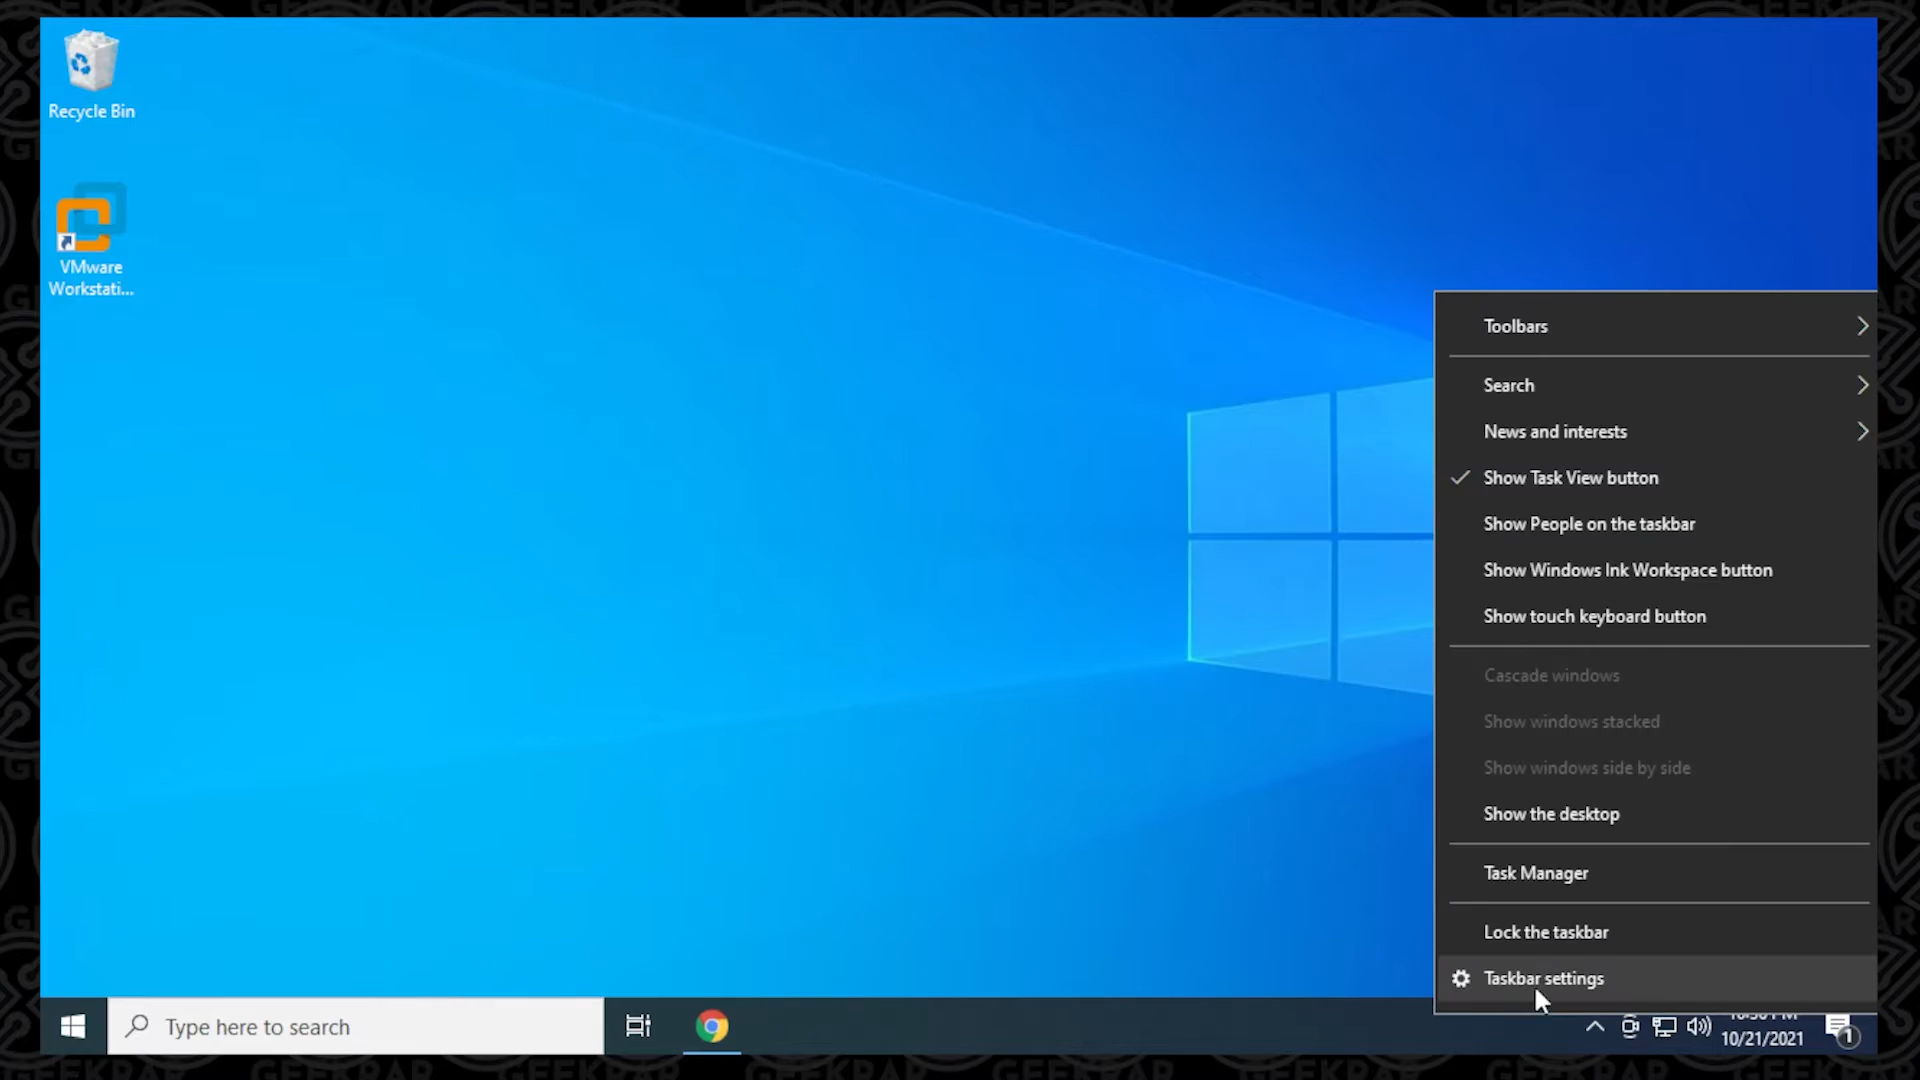 Recycle Bin
VMware
Workstati...
Toolbars
Search
News and interests
Show Task View button
Show People on the taskbar
Show Windows Ink Workspace button
Show touch keyboard button
Cascade windows
Show windows stacked
Show windows side by side
Show the desktop
Task Manager
Lock the taskbar
Taskbar settings
Type here to search
10/21/2021
1